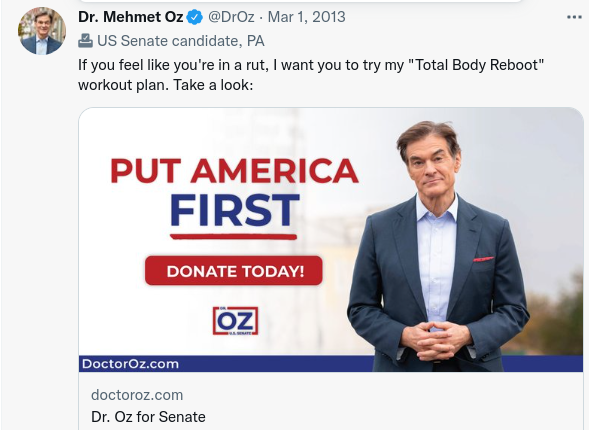 Dr. Mehmet Oz @DrOz · Mar 1, 2013
US Senate candidate, PA
If you feel like you're in a rut, I want you to try my "Total Body Reboot"
workout plan. Take a look:
PUT AMERICA
FIRST
DONATE TODAY!
DR.
OZ
U.S. SENATE
DoctorOz.com
doctoroz.com
Dr. Oz for Senate